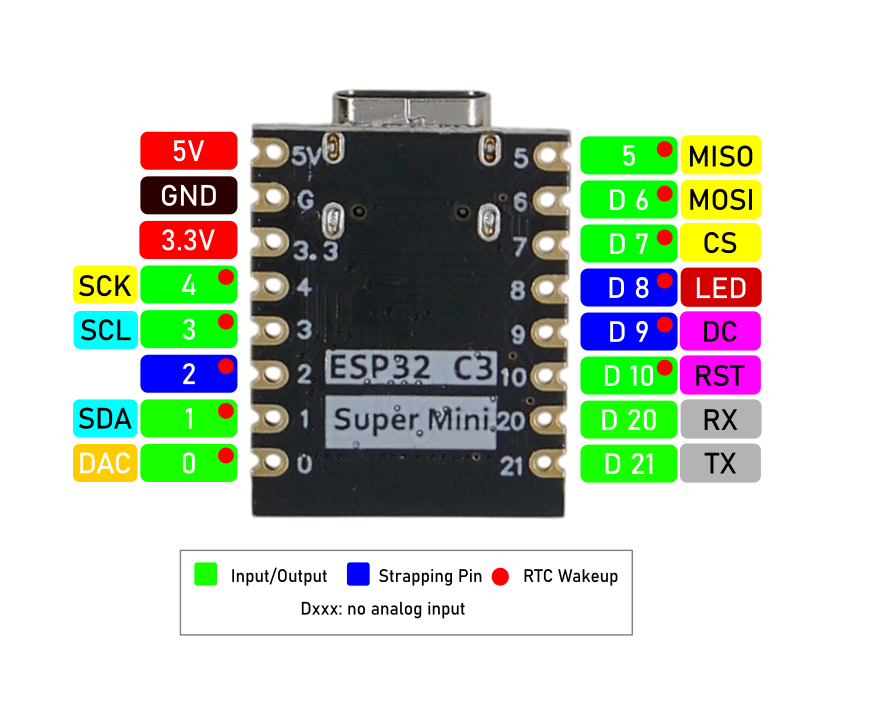 5V 5V 5 5 MISO
GND G 6 D 6 MOSI
3.3V 3.3 7 D 7 CS
SCK 4 4 8 D 8 LED
SCL 3 3 9 D 9 DC
2 2 ESP32 C3 10 D 10 RST
SDA 1 1 Super Mini 20 D 20 RX
DAC 0 0 21 D 21 TX
Input/Output Strapping Pin RTC Wakeup
Dxxx: no analog input